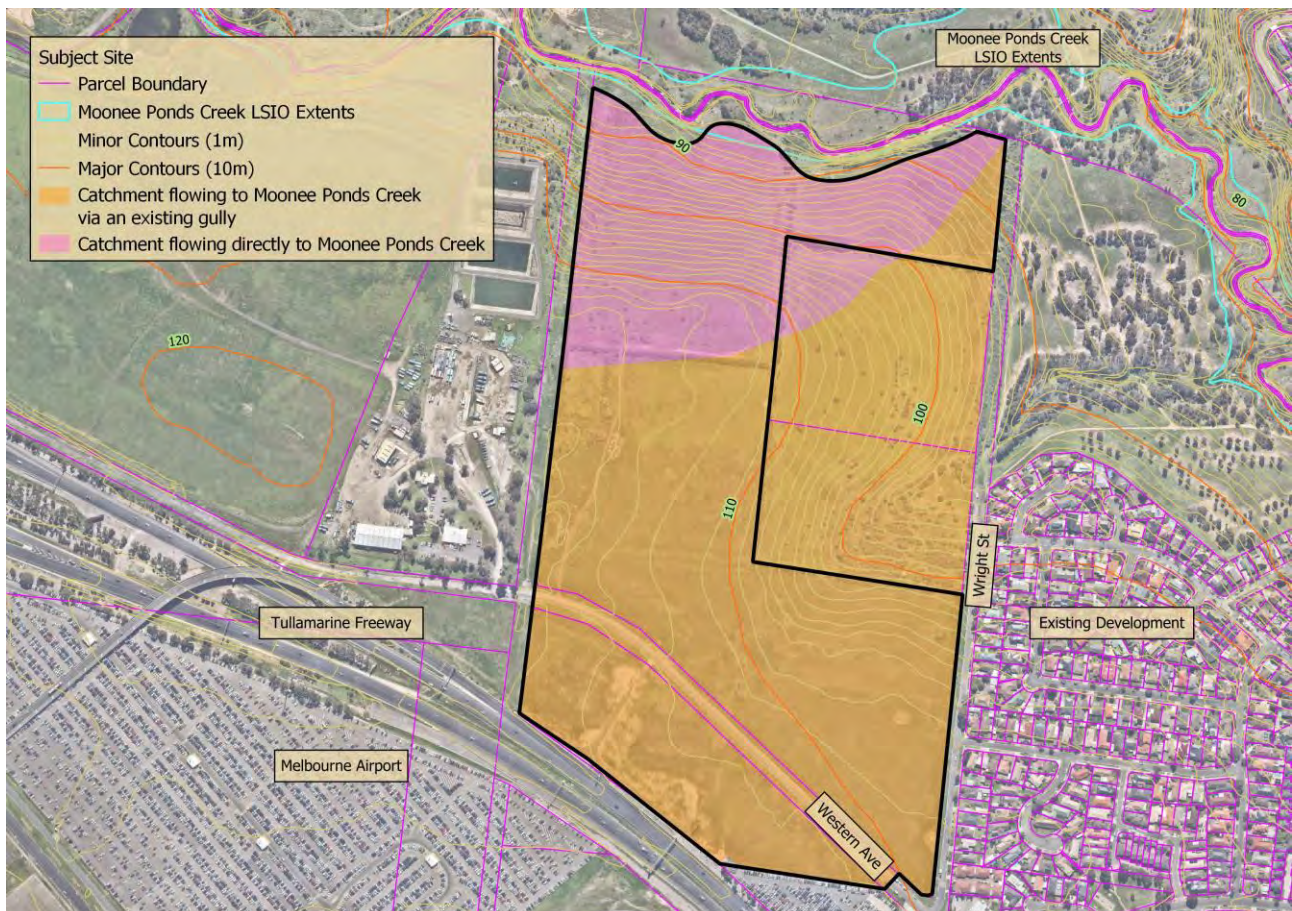 Subject Site
Parcel Boundary
Moonee Ponds Creek LSIO Extents
Minor Contours (1m)
Major Contours (10m)
Catchment flowing to Moonee Ponds Creek
via an existing gully
Catchment flowing directly to Moonee Ponds Creek
Moonee Ponds Creek
LSIO Extents
90
80
120
100
110
Wright St
Tullamarine Freeway
Existing Development
Melbourne Airport
Western Ave